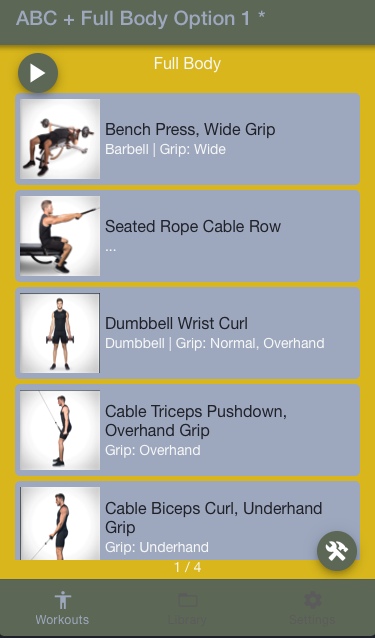 ABC + Full Body Option 1 *
Full Body
Bench Press, Wide Grip
Barbell | Grip: Wide
Seated Rope Cable Row
...
Dumbbell Wrist Curl
Dumbbell | Grip: Normal, Overhand
Cable Triceps Pushdown,
Overhand Grip
Grip: Overhand
Cable Biceps Curl, Underhand
Grip
Grip: Underhand
1 / 4
Workouts
Library
Settings